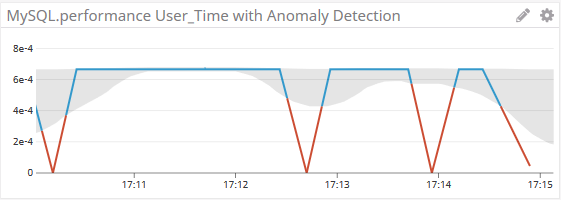 MySQL.performance User_Time with Anomaly Detection
8e-4
6e-4
4e-4
2e-4
0
17:11 17:12 17:13 17:14 17:15